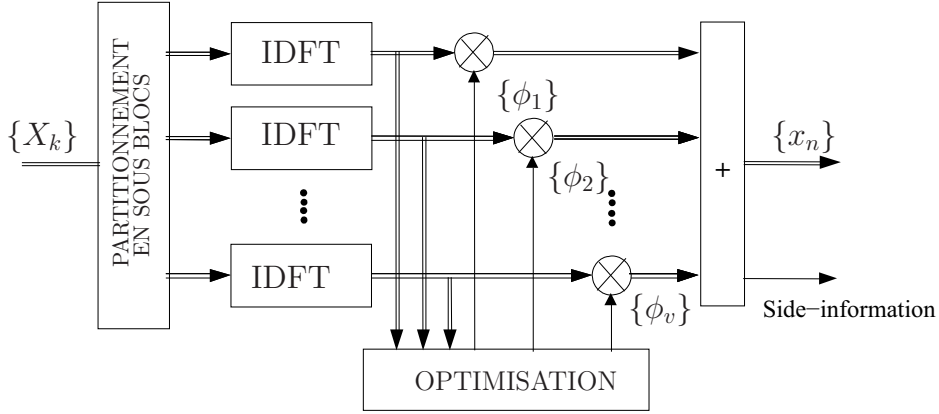 {X_k}
PARTITIONNEMENT
EN SOUS BLOCS
IDFT
{ϕ_1}
IDFT
{ϕ_2}
IDFT
{ϕ_v}
+
{x_n}
Side−information
OPTIMISATION